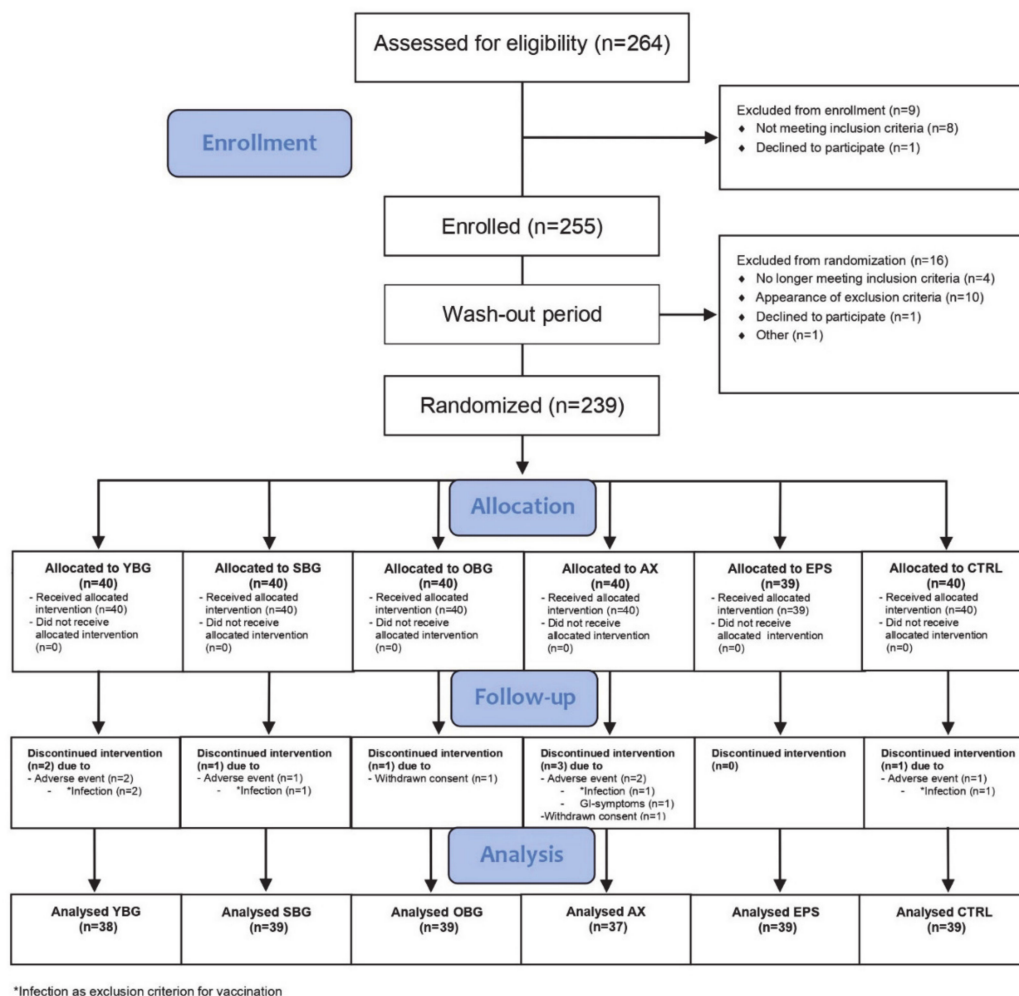 Assessed for eligibility (n=264)
Enrollment
Excluded from enrollment (n=9)
♦ Not meeting inclusion criteria (n=8)
♦ Declined to participate (n=1)
Enrolled (n=255)
Excluded from randomization (n=16)
♦ No longer meeting inclusion criteria (n=4)
♦ Appearance of exclusion criteria (n=10)
♦ Declined to participate (n=1)
♦ Other (n=1)
Wash-out period
Randomized (n=239)
Allocation
Allocated to YBG
(n=40)
- Received allocated
intervention (n=40)
- Did not receive
allocated intervention
(n=0)
Allocated to SBG
(n=40)
- Received allocated
intervention (n=40)
- Did not receive
allocated intervention
(n=0)
Allocated to OBG
(n=40)
- Received allocated
intervention (n=40)
- Did not receive
allocated intervention
(n=0)
Allocated to AX
(n=40)
- Received allocated
intervention (n=40)
- Did not receive
allocated intervention
(n=0)
Allocated to EPS
(n=39)
- Received allocated
intervention (n=39)
- Did not receive
allocated intervention
(n=0)
Allocated to CTRL
(n=40)
- Received allocated
intervention (n=40)
- Did not receive
allocated intervention
(n=0)
Follow-up
Discontinued intervention
(n=2) due to
- Adverse event (n=2)
- *Infection (n=2)
Discontinued intervention
(n=1) due to
- Adverse event (n=1)
- *Infection (n=1)
Discontinued intervention
(n=1) due to
- Withdrawn consent (n=1)
Discontinued intervention
(n=3) due to
- Adverse event (n=2)
- *Infection (n=1)
- GI-symptoms (n=1)
-Withdrawn consent (n=1)
Discontinued intervention
(n=0)
Discontinued intervention
(n=1) due to
- Adverse event (n=1)
- *Infection (n=1)
Analysis
Analysed YBG
(n=38)
Analysed SBG
(n=39)
Analysed OBG
(n=39)
Analysed AX
(n=37)
Analysed EPS
(n=39)
Analysed CTRL
(n=39)
*Infection as exclusion criterion for vaccination